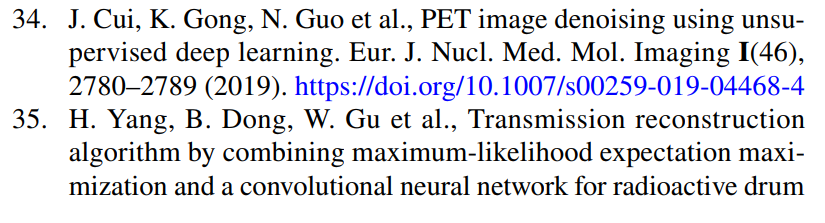 34. J. Cui, K. Gong, N. Guo et al., PET image denoising using unsu-
pervised deep learning. Eur. J. Nucl. Med. Mol. Imaging I(46),
2780–2789 (2019). https://doi.org/10.1007/s00259-019-04468-4
35. H. Yang, B. Dong, W. Gu et al., Transmission reconstruction
algorithm by combining maximum-likelihood expectation maxi-
mization and a convolutional neural network for radioactive drum